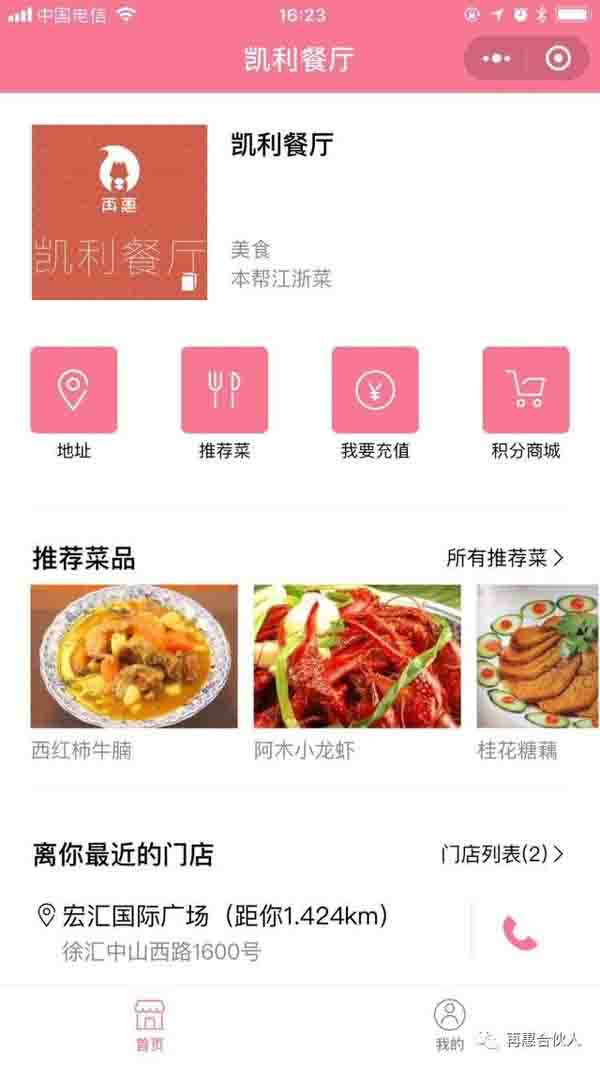 中国电信
16:23
凯利餐厅
再惠
凯利餐厅
凯利餐厅
美食
本帮江浙菜
地址
推荐菜
我要充值
积分商城
推荐菜品
所有推荐菜
西红柿牛腩
阿木小龙虾
桂花糖藕
离你最近的门店
门店列表(2)
宏汇国际广场（距你1.424km）
徐汇中山西路1600号
首页
我的
再惠合伙人